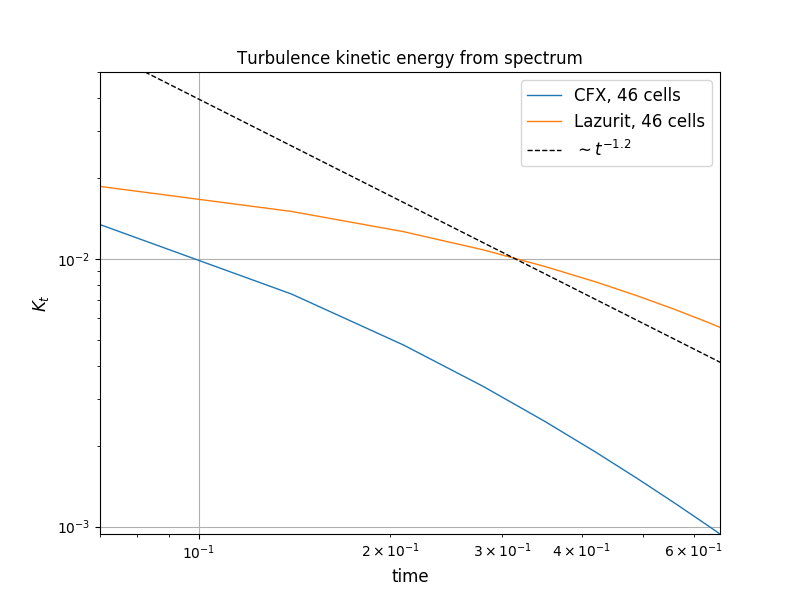 Turbulence kinetic energy from spectrum
CFX, 46 cells
Lazurit, 46 cells
~t^{-1.2}
K_t
10^{-2}
10^{-3}
10^{-1}
2 × 10^{-1}
3 × 10^{-1}
4 × 10^{-1}
6 × 10^{-1}
time